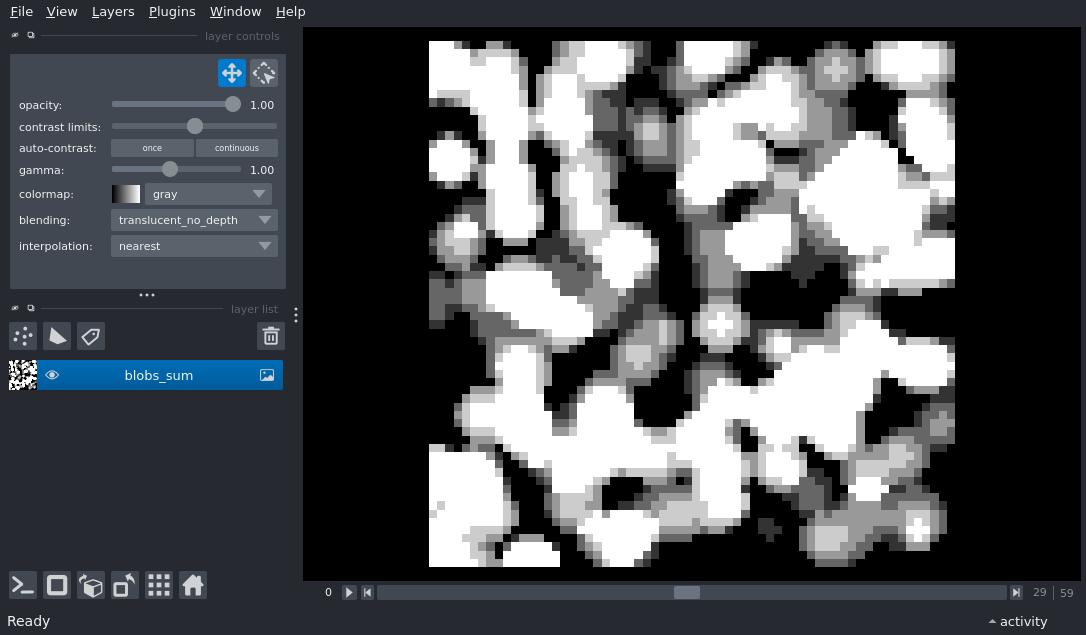 File View Layers Plugins Window Help
layer controls
opacity: 1.00
contrast limits:
auto-contrast: once continuous
gamma: 1.00
colormap: gray
blending: translucent_no_depth
interpolation: nearest
layer list
blobs_sum
0 29 59
Ready activity